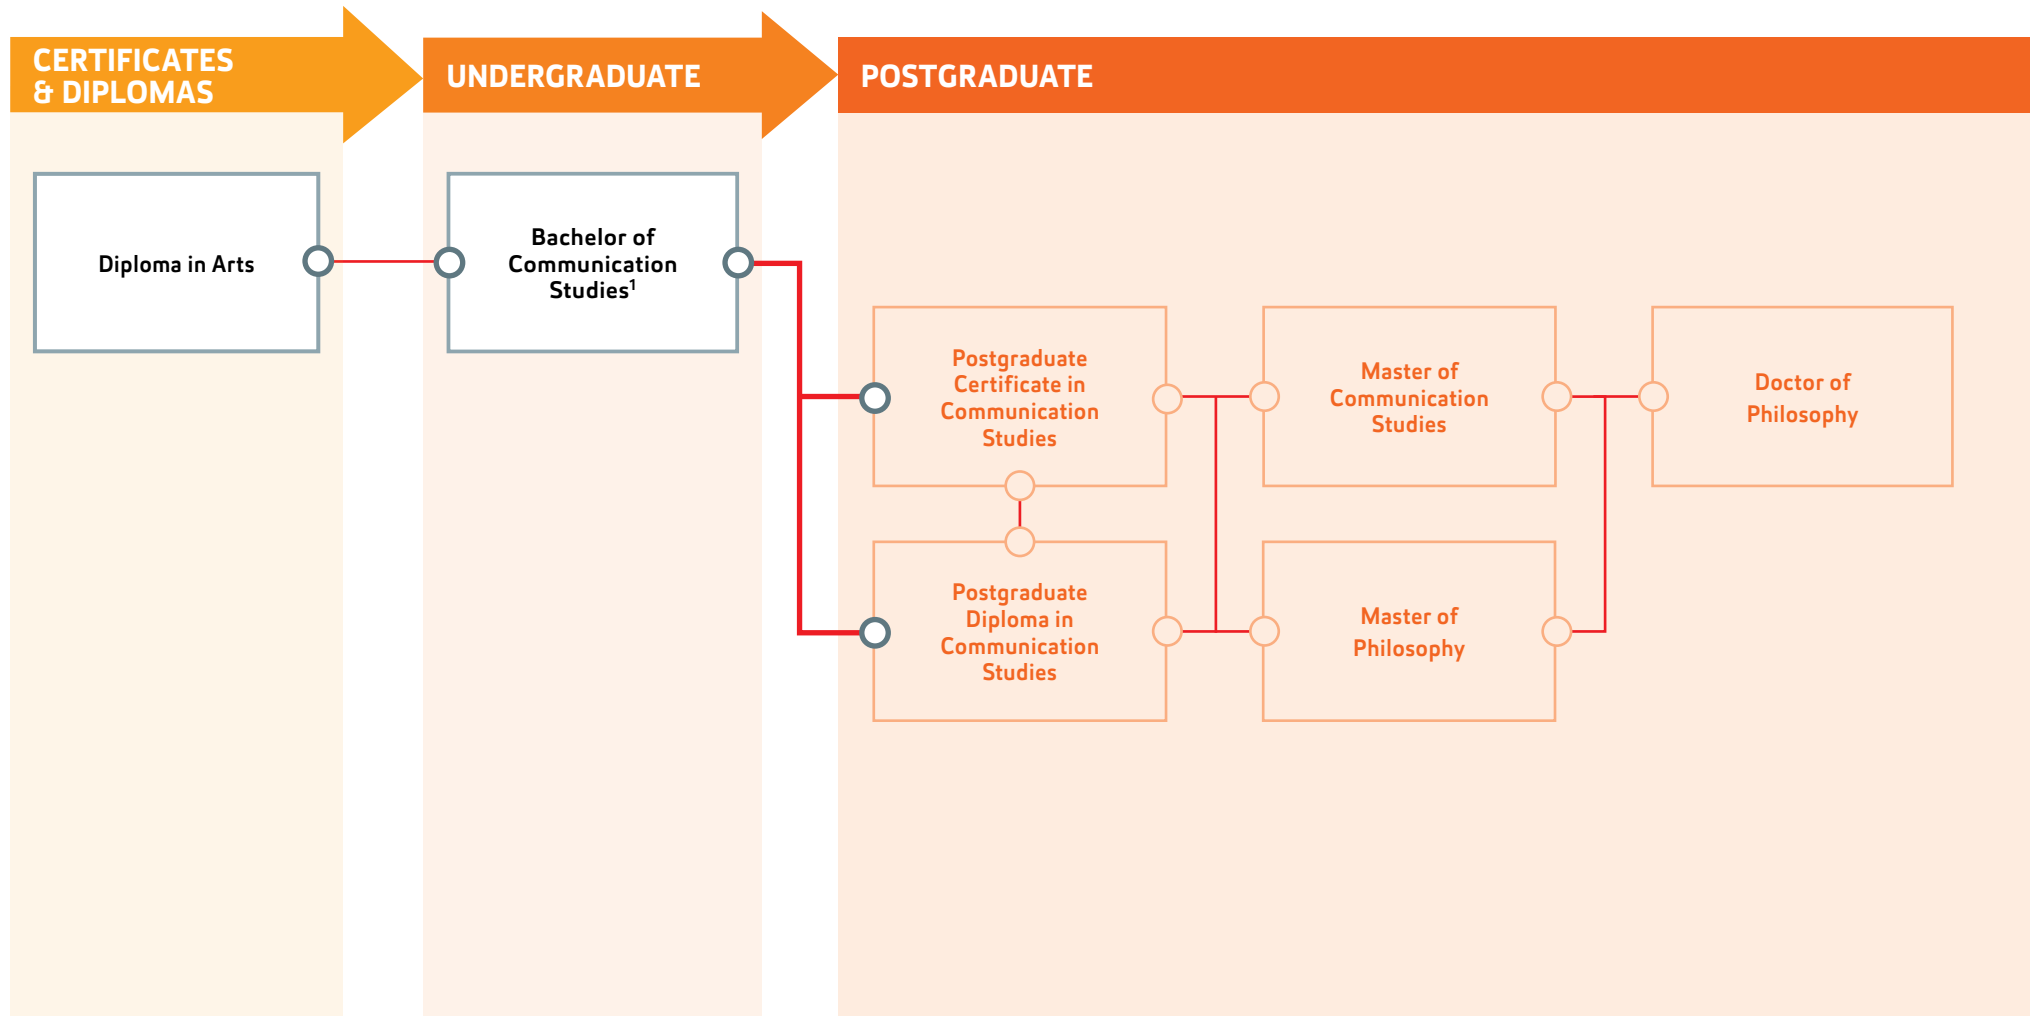 CERTIFICATES
& DIPLOMAS
UNDERGRADUATE
POSTGRADUATE
Diploma in Arts
Bachelor of
Communication
Studies¹
Postgraduate
Certificate in
Communication
Studies
Master of
Communication
Studies
Doctor of
Philosophy
Postgraduate
Diploma in
Communication
Studies
Master of
Philosophy